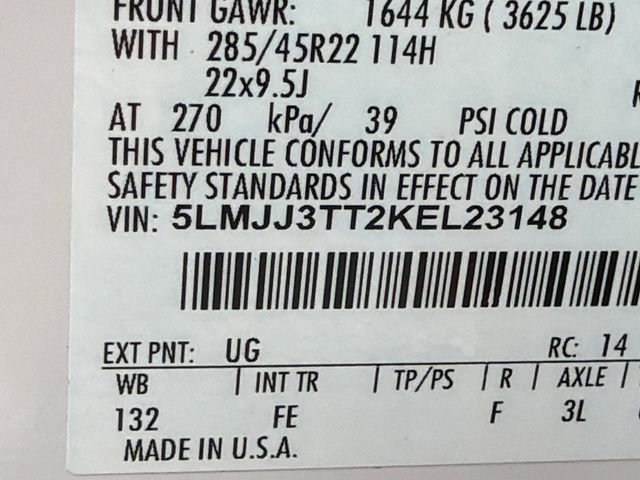 FRONT GAWR: 1644 KG ( 3625 LB)
WITH 285/45R22 114H
22x9.5J
AT 270 kPa/ 39 PSI COLD
THIS VEHICLE CONFORMS TO ALL
SAFETY STANDARDS IN EFFECT ON THE DATE
VIN: 5LMJJ3TT2KEL23148
EXT PNT: UG RC: 14
WB | INT TR | TP/PS | R | AXLE |
132 FE F 3L
MADE IN U.S.A.